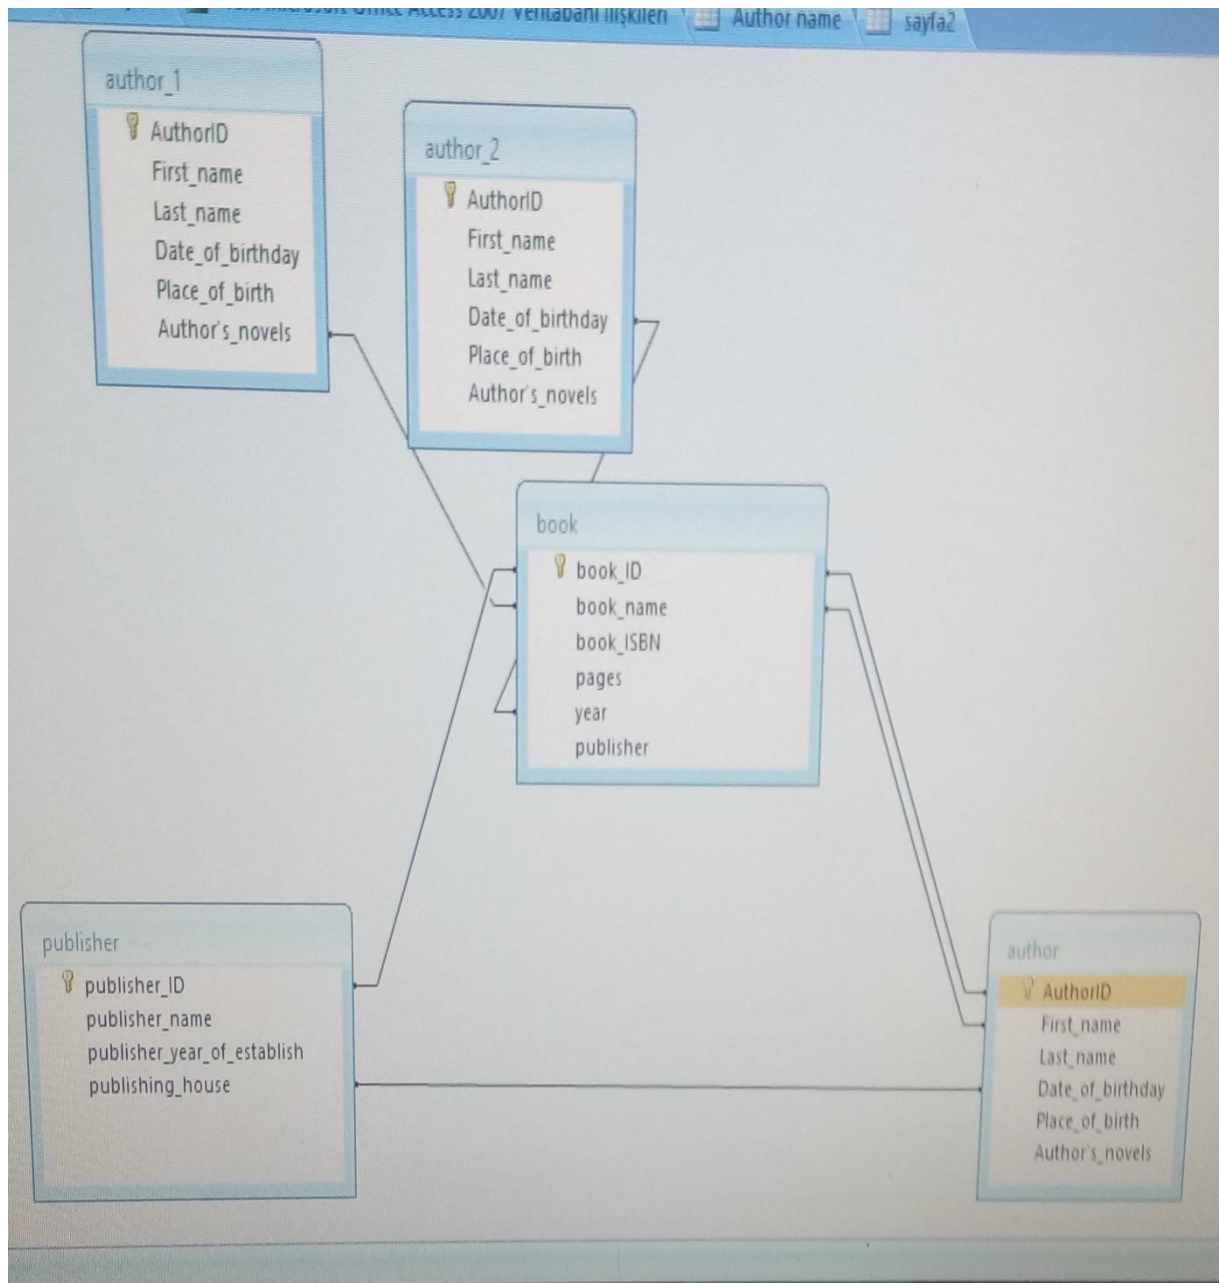 Microsoft Office Access 2007 Veritabanı İlişkileri
Author name
sayfa2
author_1
AuthorID
First_name
Last_name
Date_of_birthday
Place_of_birth
Author's_novels
author_2
AuthorID
First_name
Last_name
Date_of_birthday
Place_of_birth
Author's_novels
book
book_ID
book_name
book_ISBN
pages
year
publisher
publisher
publisher_ID
publisher_name
publisher_year_of_establish
publishing_house
author
AuthorID
First_name
Last_name
Date_of_birthday
Place_of_birth
Author's_novels